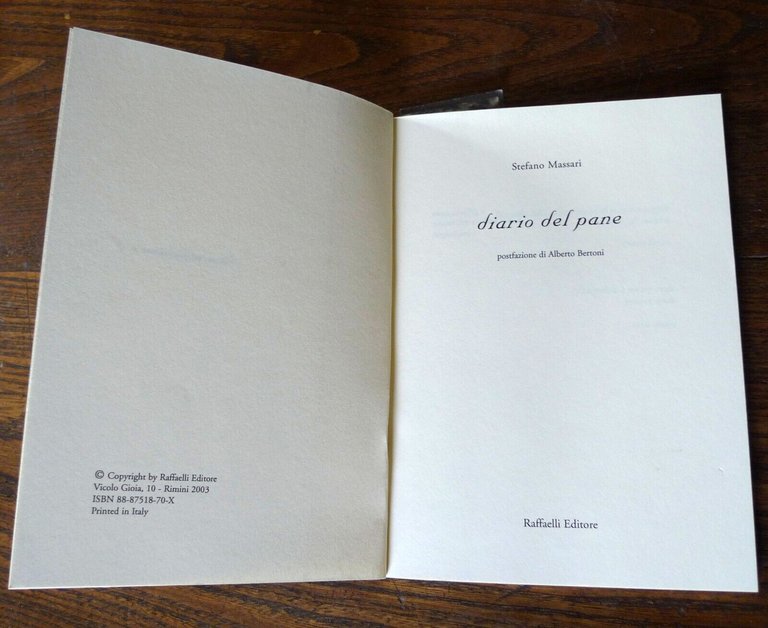 © Copyright by Raffaelli Editore
Vicolo Gioia, 10 - Rimini 2003
ISBN 88-87518-70-X
Printed in Italy
Stefano Massari
diario del pane
postfazione di Alberto Bertoni
Raffaelli Editore